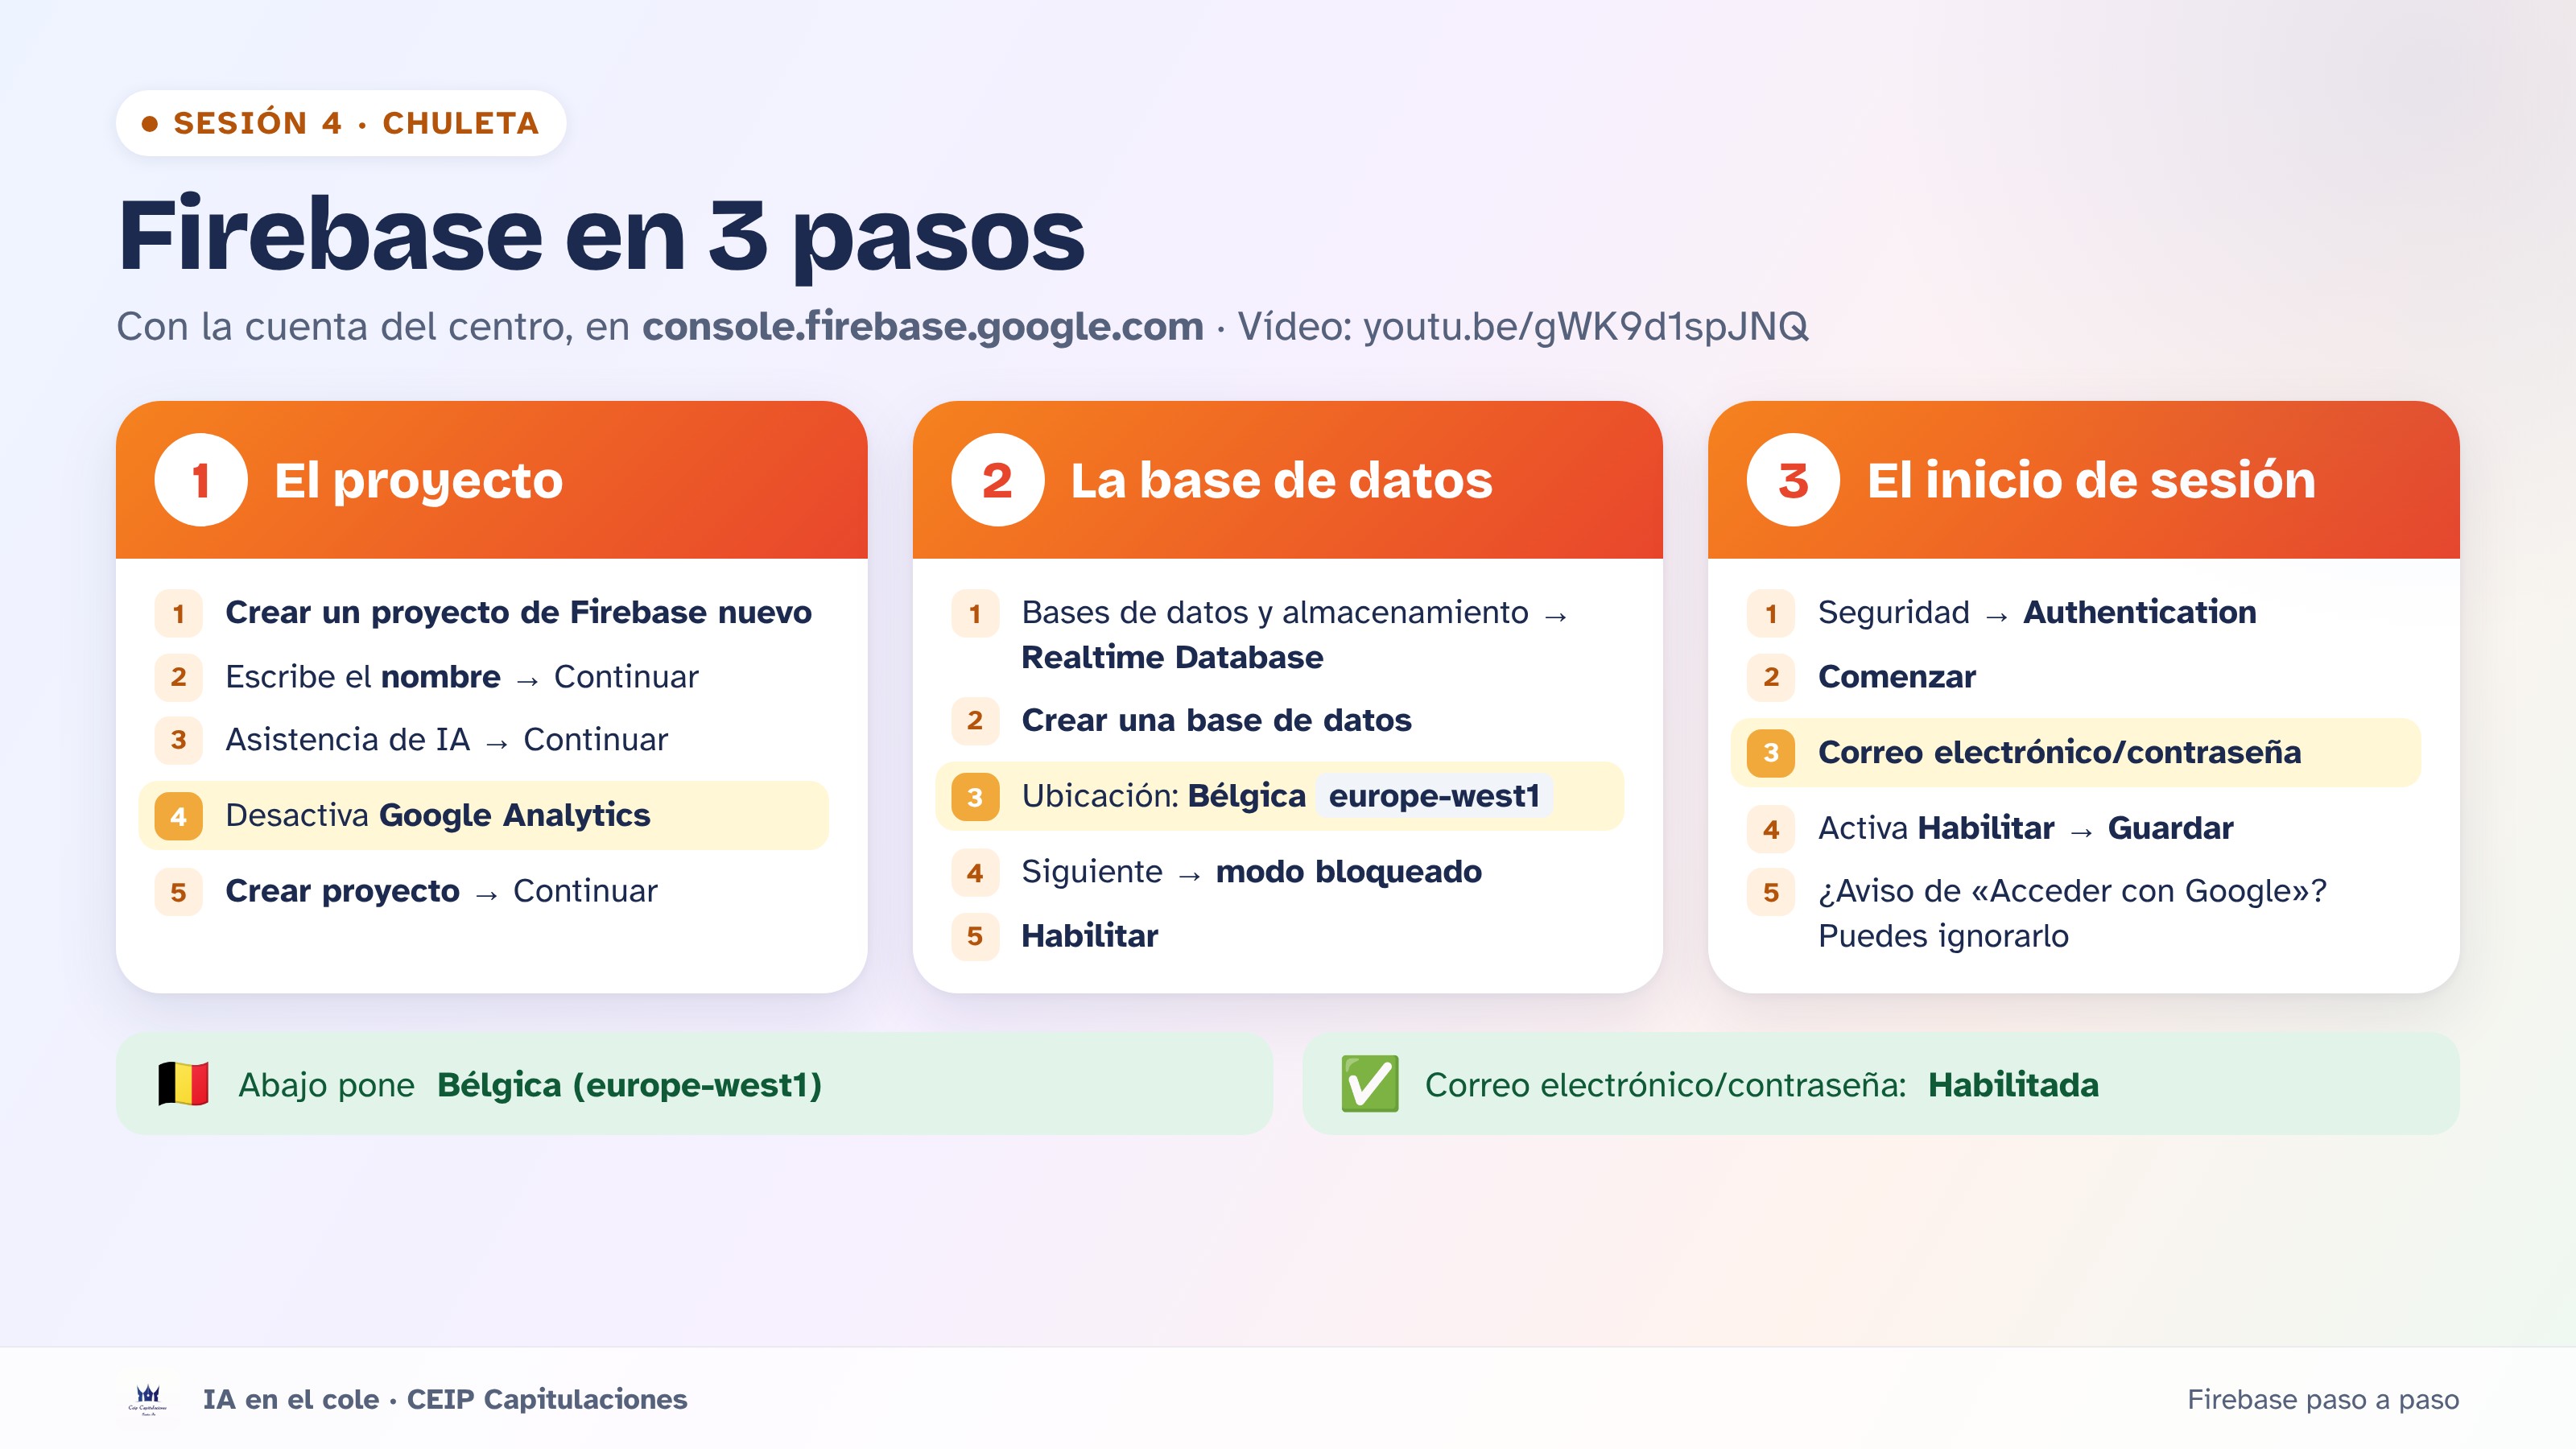 SESIÓN 4 · CHULETA
Firebase en 3 pasos
Con la cuenta del centro, en console.firebase.google.com · Vídeo: youtu.be/gWK9d1spJNQ
1 El proyecto
1 Crear un proyecto de Firebase nuevo
2 Escribe el nombre → Continuar
3 Asistencia de IA → Continuar
4 Desactiva Google Analytics
5 Crear proyecto → Continuar
2 La base de datos
1 Bases de datos y almacenamiento →
Realtime Database
2 Crear una base de datos
3 Ubicación: Bélgica europe-west1
4 Siguiente → modo bloqueado
5 Habilitar
3 El inicio de sesión
1 Seguridad → Authentication
2 Comenzar
3 Correo electrónico/contraseña
4 Activa Habilitar → Guardar
5 ¿Aviso de «Acceder con Google»?
Puedes ignorarlo
Abajo pone Bélgica (europe-west1)
Correo electrónico/contraseña: Habilitada
IA en el cole · CEIP Capitulaciones
Firebase paso a paso